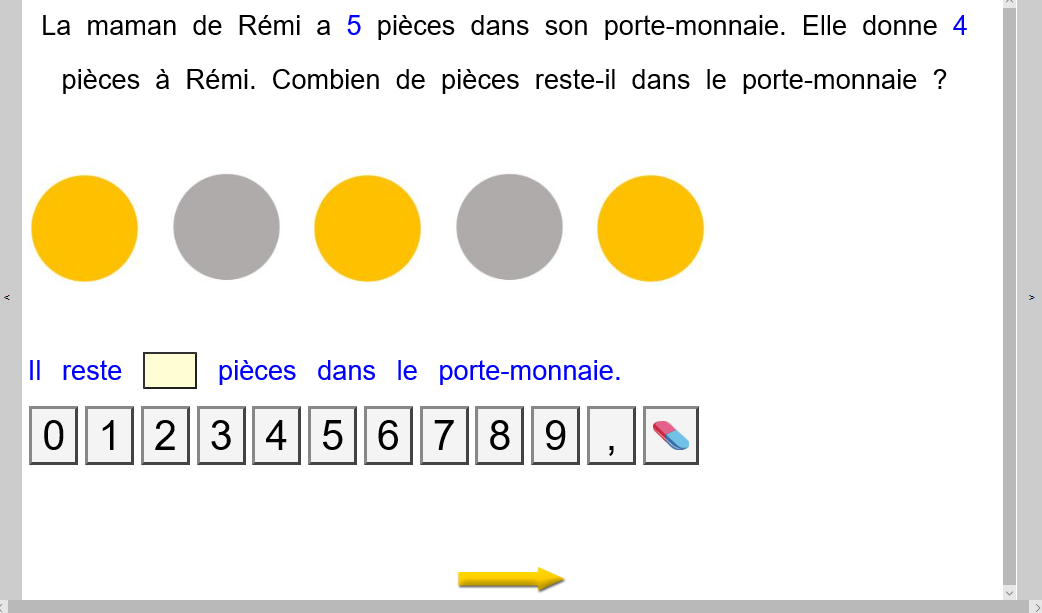 La maman de Rémi a 5 pièces dans son porte-monnaie. Elle donne 4
pièces à Rémi. Combien de pièces reste-il dans le porte-monnaie ?
< >
Il reste pièces dans le porte-monnaie.
0 1 2 3 4 5 6 7 8 9 ,